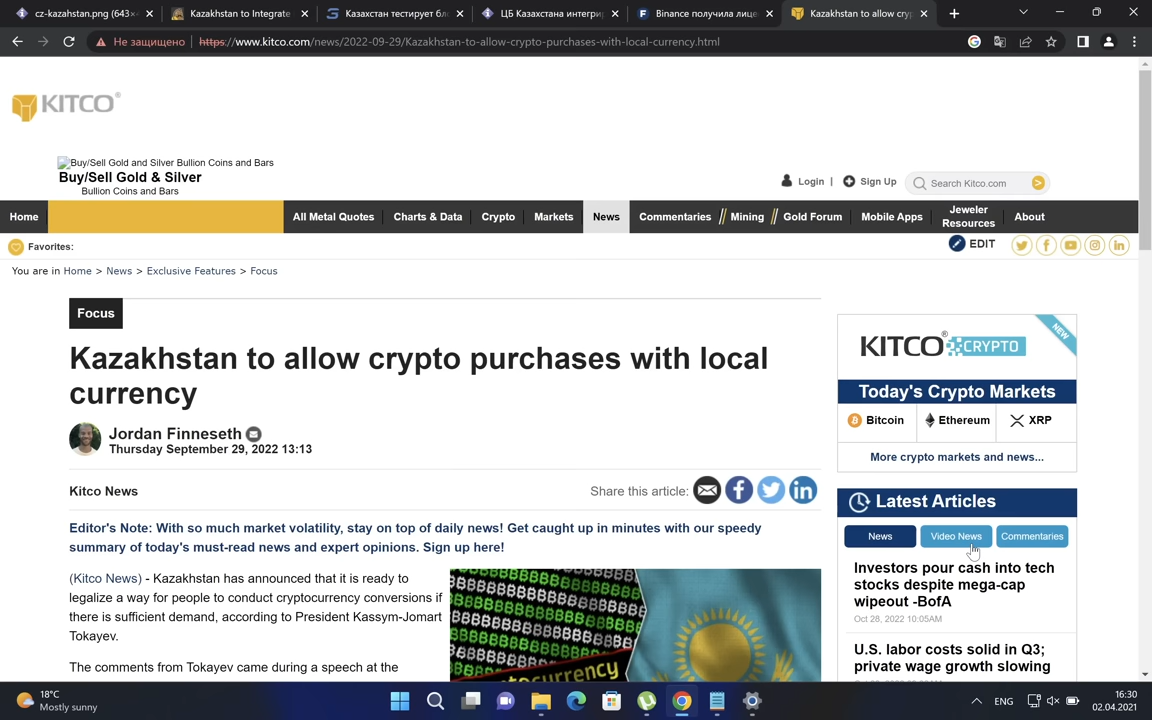 cz-kazahstan.png (643×
Kazakhstan to Integrate
Казахстан тестирует бл
ЦБ Казахстана интегри
Binance получила лице
Kazakhstan to allow cryp
Не защищено
https://www.kitco.com/news/2022-09-29/Kazakhstan-to-allow-crypto-purchases-with-local-currency.html
KITCO®
Buy/Sell Gold and Silver Bullion Coins and Bars
Buy/Sell Gold & Silver
Bullion Coins and Bars
Login | Sign Up
Search Kitco.com
Home
All Metal Quotes
Charts & Data
Crypto
Markets
News
Commentaries
Mining
Gold Forum
Mobile Apps
Jeweler
Resources
About
Favorites:
EDIT
You are in Home > News > Exclusive Features > Focus
Focus
Kazakhstan to allow crypto purchases with local
currency
Jordan Finneseth
Thursday September 29, 2022 13:13
Kitco News
Share this article:
Editor's Note: With so much market volatility, stay on top of daily news! Get caught up in minutes with our speedy
summary of today's must-read news and expert opinions. Sign up here!
(Kitco News) - Kazakhstan has announced that it is ready to
legalize a way for people to conduct cryptocurrency conversions if
there is sufficient demand, according to President Kassym-Jomart
Tokayev.
The comments from Tokayev came during a speech at the
NEW
KITCO® CRYPTO
Today's Crypto Markets
Bitcoin
Ethereum
XRP
More crypto markets and news...
Latest Articles
News
Video News
Commentaries
Investors pour cash into tech
stocks despite mega-cap
wipeout -BofA
Oct 28, 2022 10:05AM
U.S. labor costs solid in Q3;
private wage growth slowing
18°C
Mostly sunny
ENG
16:30
02.04.2021